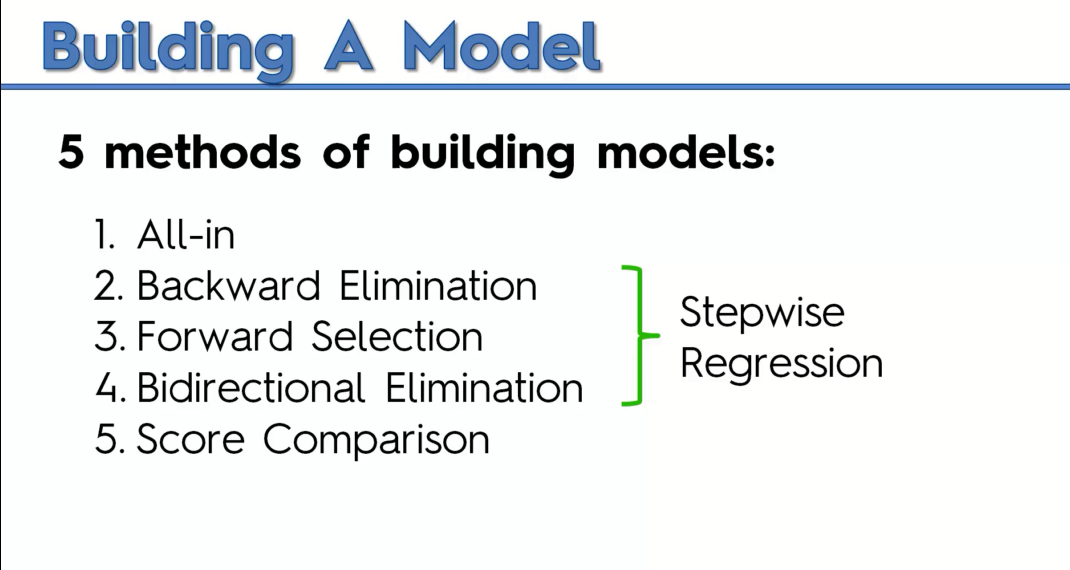 Building A Model
5 methods of building models:
1. All-in
2. Backward Elimination
3. Forward Selection
4. Bidirectional Elimination
5. Score Comparison
Stepwise
Regression